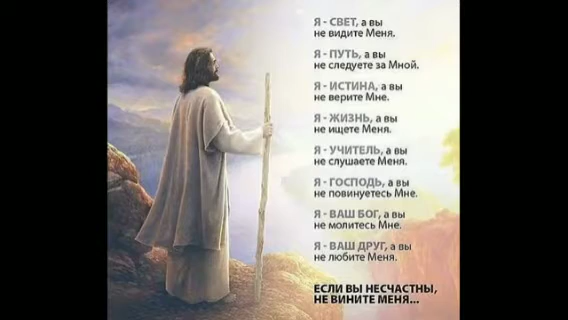 Я - СВЕТ, а вы
не видите Меня.
Я - ПУТЬ, а вы
не следуете за Мной.
Я - ИСТИНА, а вы
не верите Мне.
Я - ЖИЗНЬ, а вы
не ищете Меня.
Я - УЧИТЕЛЬ, а вы
не слушаете Меня.
Я - ГОСПОДЬ, а вы
не повинуетесь Мне.
Я - ВАШ БОГ, а вы
не молитесь Мне.
Я - ВАШ ДРУГ, а вы
не любите Меня.
ЕСЛИ ВЫ НЕСЧАСТНЫ,
НЕ ВИНИТЕ МЕНЯ...